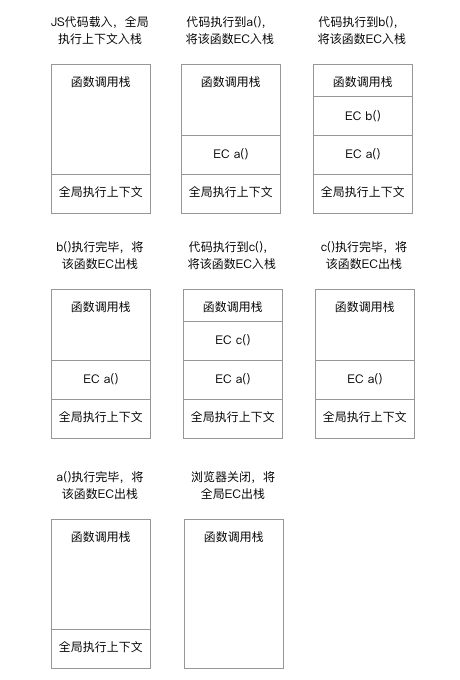 JS代码载入，全局
执行上下文入栈
函数调用栈
全局执行上下文
代码执行到a()，
将该函数EC入栈
函数调用栈
EC a()
全局执行上下文
代码执行到b()，
将该函数EC入栈
函数调用栈
EC b()
EC a()
全局执行上下文
b()执行完毕，将
该函数EC出栈
函数调用栈
EC a()
全局执行上下文
代码执行到c()，
将该函数EC入栈
函数调用栈
EC c()
EC a()
全局执行上下文
c()执行完毕，将
该函数EC出栈
函数调用栈
EC a()
全局执行上下文
a()执行完毕，将
该函数EC出栈
函数调用栈
全局执行上下文
浏览器关闭，将
全局EC出栈
函数调用栈